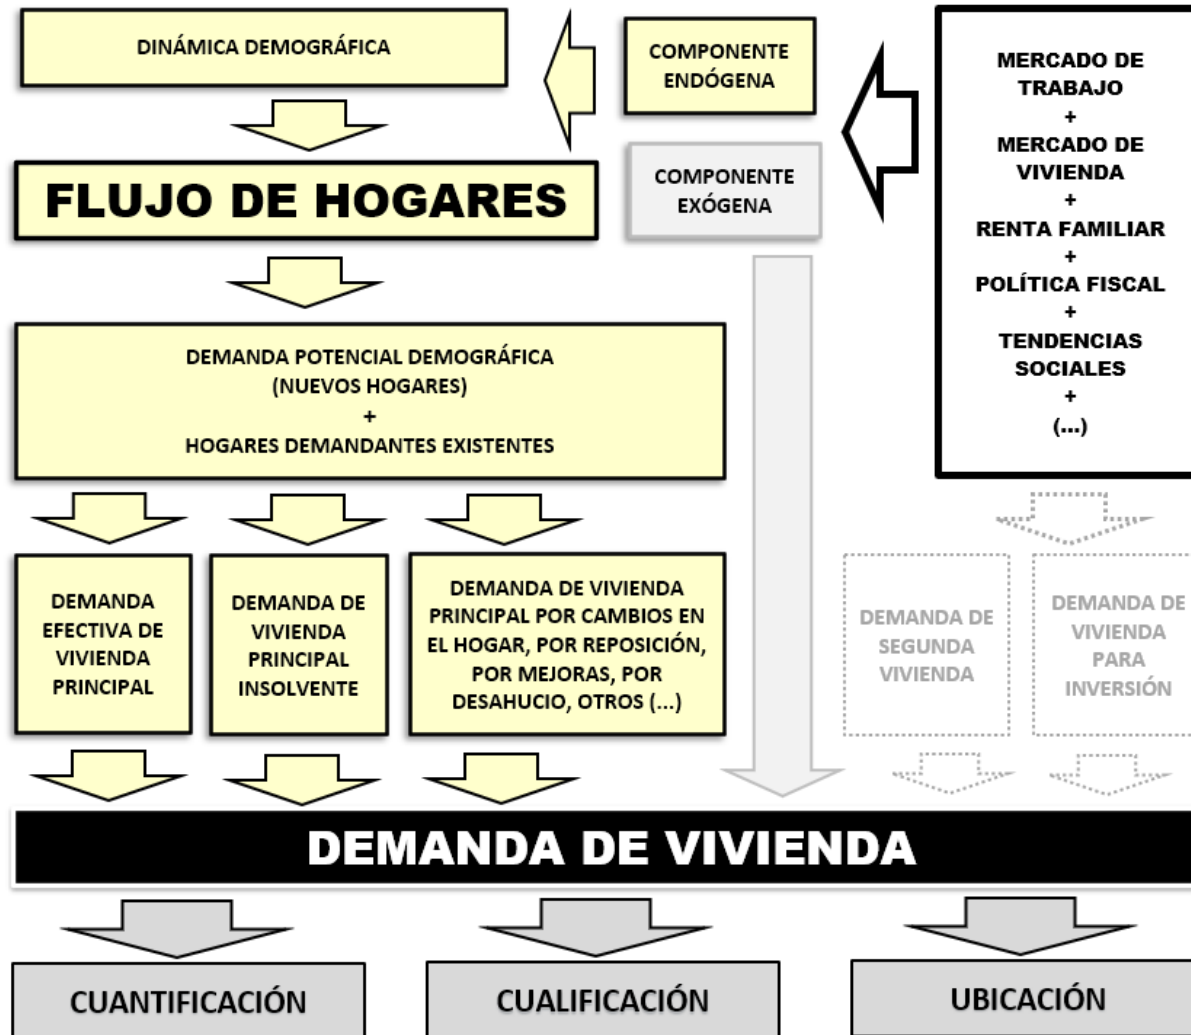 DINÁMICA DEMOGRÁFICA
COMPONENTE
ENDÓGENA
MERCADO DE
TRABAJO
+
MERCADO DE
VIVIENDA
+
RENTA FAMILIAR
+
POLÍTICA FISCAL
+
TENDENCIAS
SOCIALES
+
(...)
FLUJO DE HOGARES
COMPONENTE
EXÓGENA
DEMANDA POTENCIAL DEMOGRÁFICA
(NUEVOS HOGARES)
+
HOGARES DEMANDANTES EXISTENTES
DEMANDA
EFECTIVA DE
VIVIENDA
PRINCIPAL
DEMANDA DE
VIVIENDA
PRINCIPAL
INSOLVENTE
DEMANDA DE VIVIENDA
PRINCIPAL POR CAMBIOS EN
EL HOGAR, POR REPOSICIÓN,
POR MEJORAS, POR
DESAHUCIO, OTROS (...)
DEMANDA DE
SEGUNDA
VIVIENDA
DEMANDA DE
VIVIENDA
PARA
INVERSIÓN
DEMANDA DE VIVIENDA
CUANTIFICACIÓN
CUALIFICACIÓN
UBICACIÓN